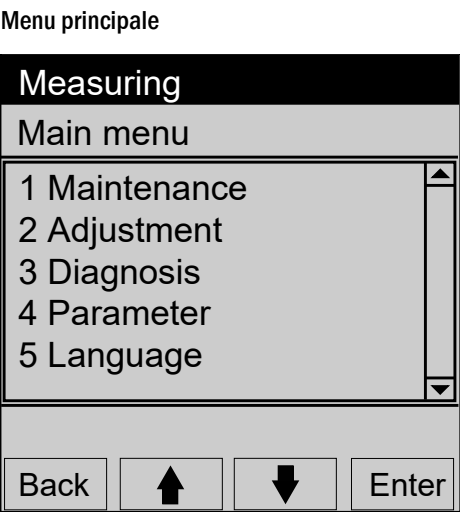 Menu principale
Measuring
Main menu
1 Maintenance
2 Adjustment
3 Diagnosis
4 Parameter
5 Language
Back
Enter